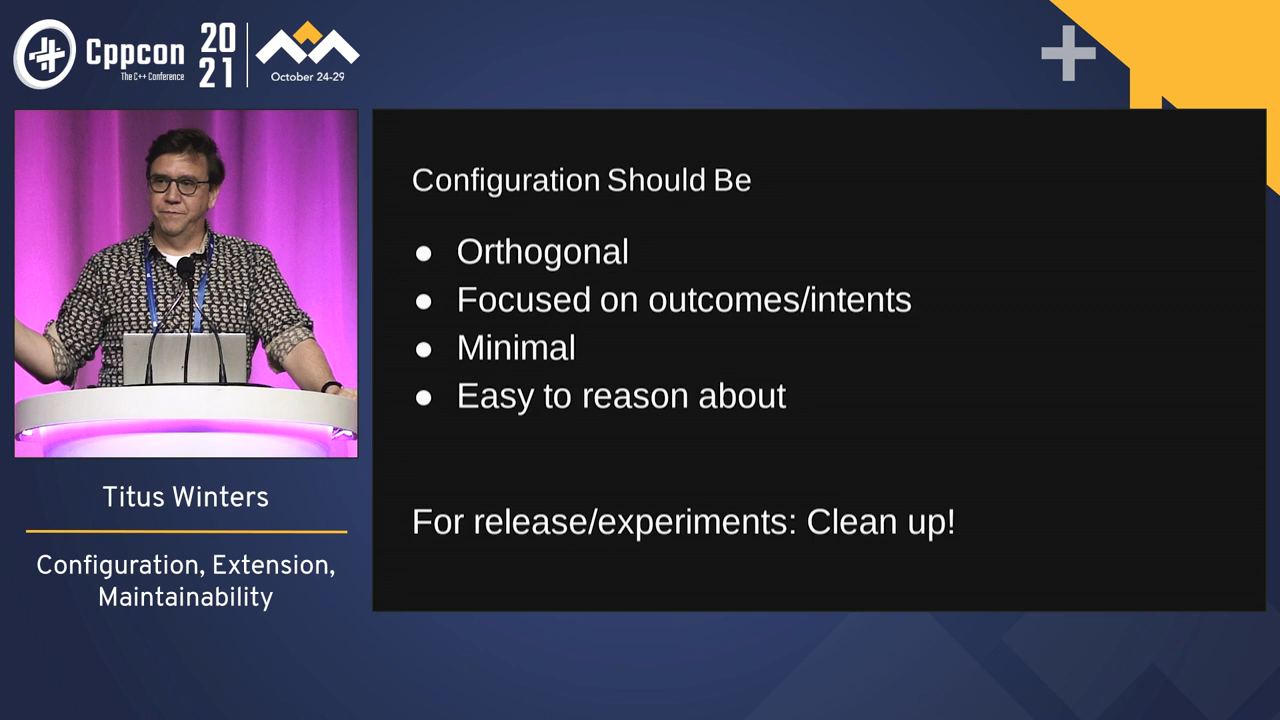 Cppcon
The C++ Conference
20
21
October 24-29
Configuration Should Be
● Orthogonal
● Focused on outcomes/intents
● Minimal
● Easy to reason about
For release/experiments: Clean up!
Titus Winters
Configuration, Extension,
Maintainability